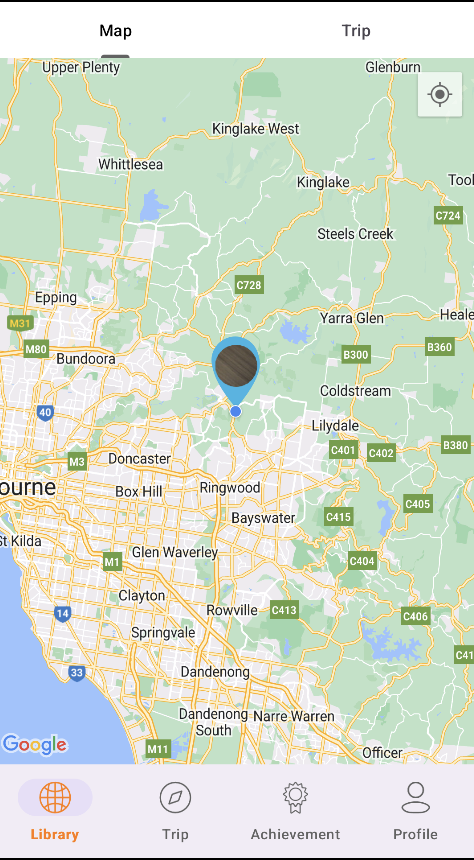 Map
Trip
Upper Plenty
Glenburn
Kinglake West
Whittlesea
Kinglake
C724
Steels Creek
C728
Epping
M31
Yarra Glen
M80
B300
B360
Bundoora
Coldstream
40
Lilydale
M3
Doncaster
C401
C402
B380
ourne
Box Hill
Ringwood
C405
Bayswater
C415
St Kilda
Glen Waverley
M1
C404
Clayton
14
Rowville
C413
C406
Springvale
33
Dandenong
Dandenong
South
Narre Warren
Google
M11
Officer
Library
Trip
Achievement
Profile